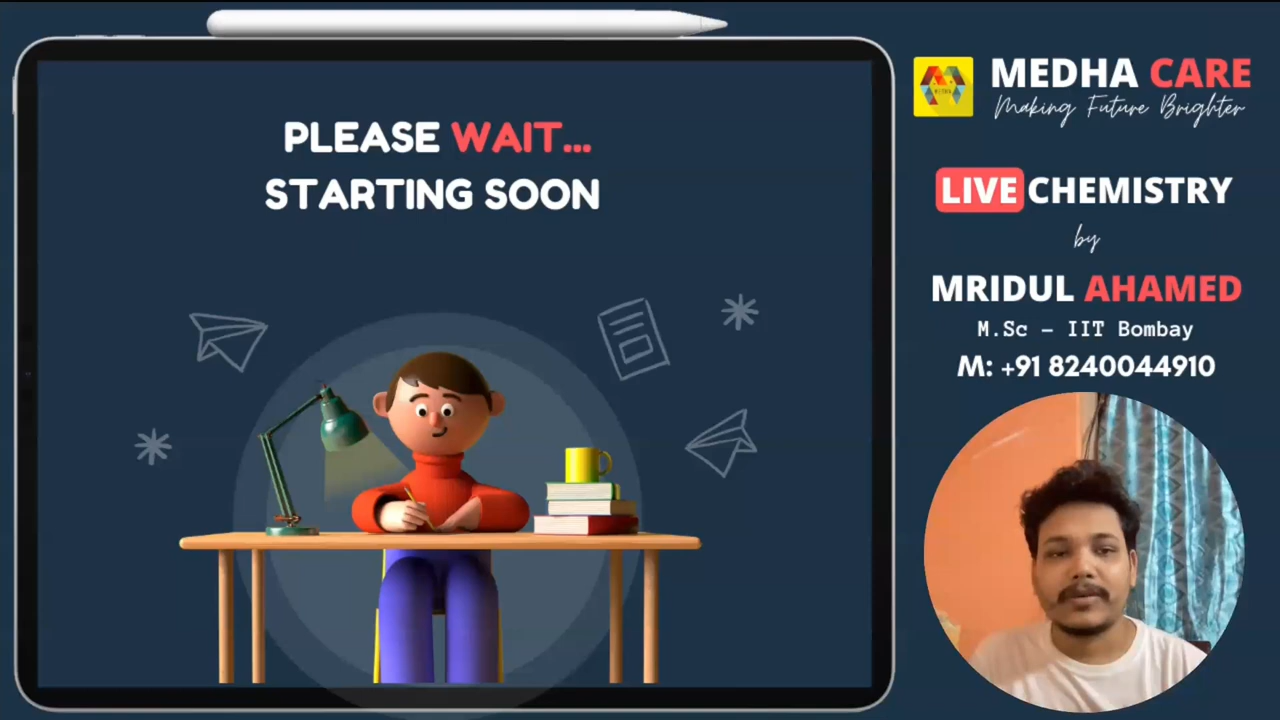 PLEASE WAIT...
STARTING SOON
MEDHA CARE
Making Future Brighter
LIVE CHEMISTRY
by
MRIDUL AHAMED
M.Sc - IIT Bombay
M: +91 8240044910